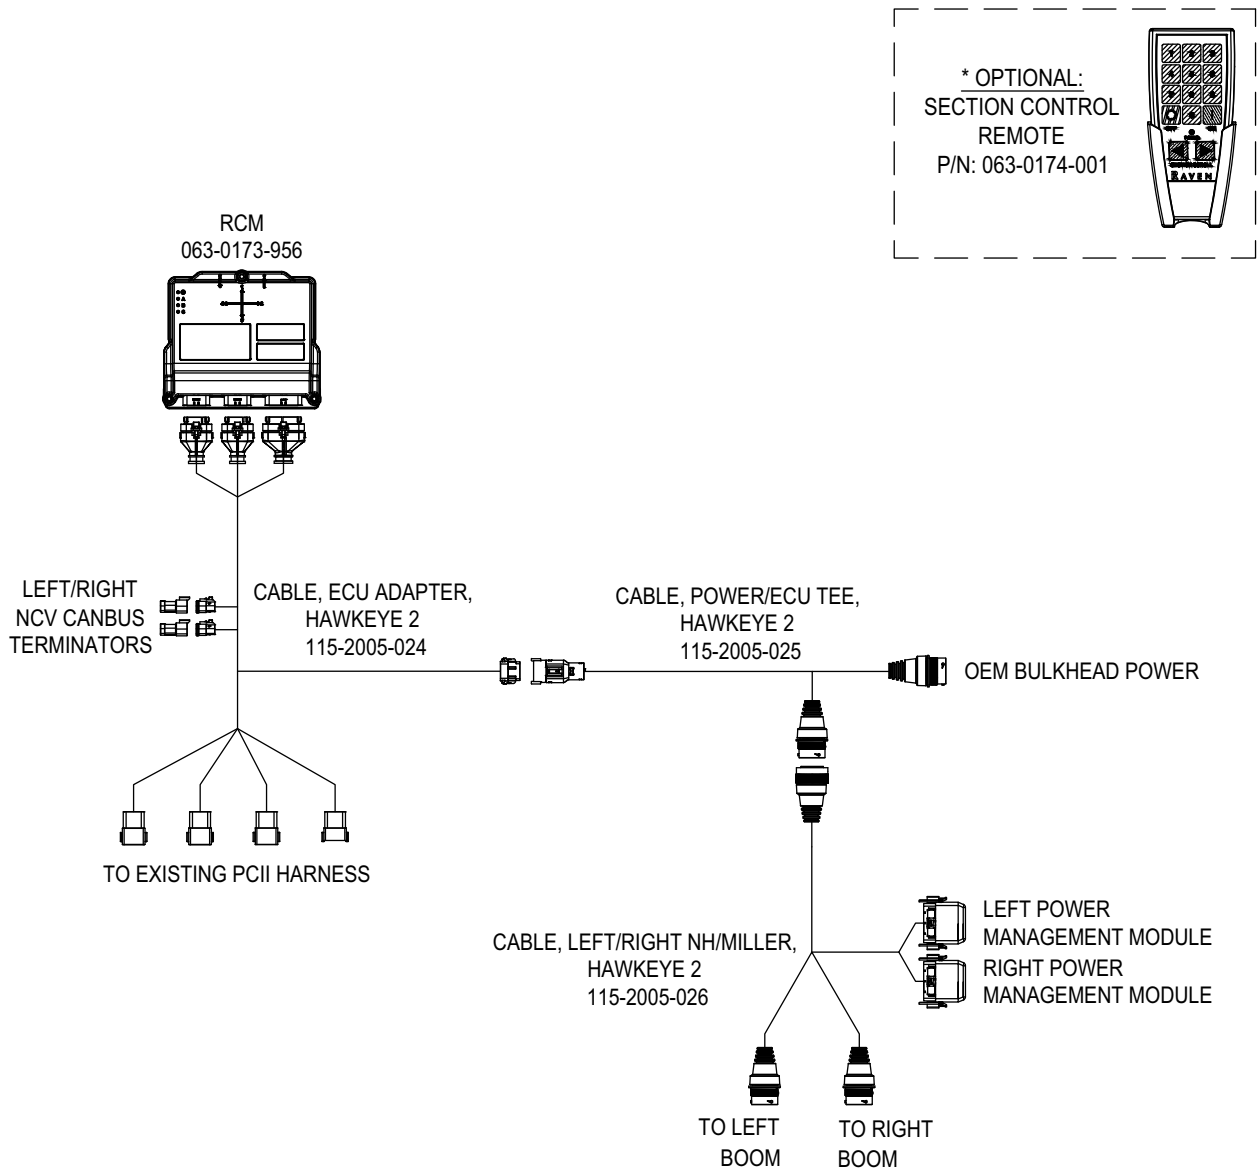 * OPTIONAL:
SECTION CONTROL
REMOTE
P/N: 063-0174-001
RAVEN
RCM
063-0173-956
LEFT/RIGHT
NCV CANBUS
TERMINATORS
CABLE, ECU ADAPTER,
HAWKEYE 2
115-2005-024
CABLE, POWER/ECU TEE,
HAWKEYE 2
115-2005-025
OEM BULKHEAD POWER
TO EXISTING PCII HARNESS
CABLE, LEFT/RIGHT NH/MILLER,
HAWKEYE 2
115-2005-026
LEFT POWER
MANAGEMENT MODULE
RIGHT POWER
MANAGEMENT MODULE
TO LEFT
BOOM
TO RIGHT
BOOM